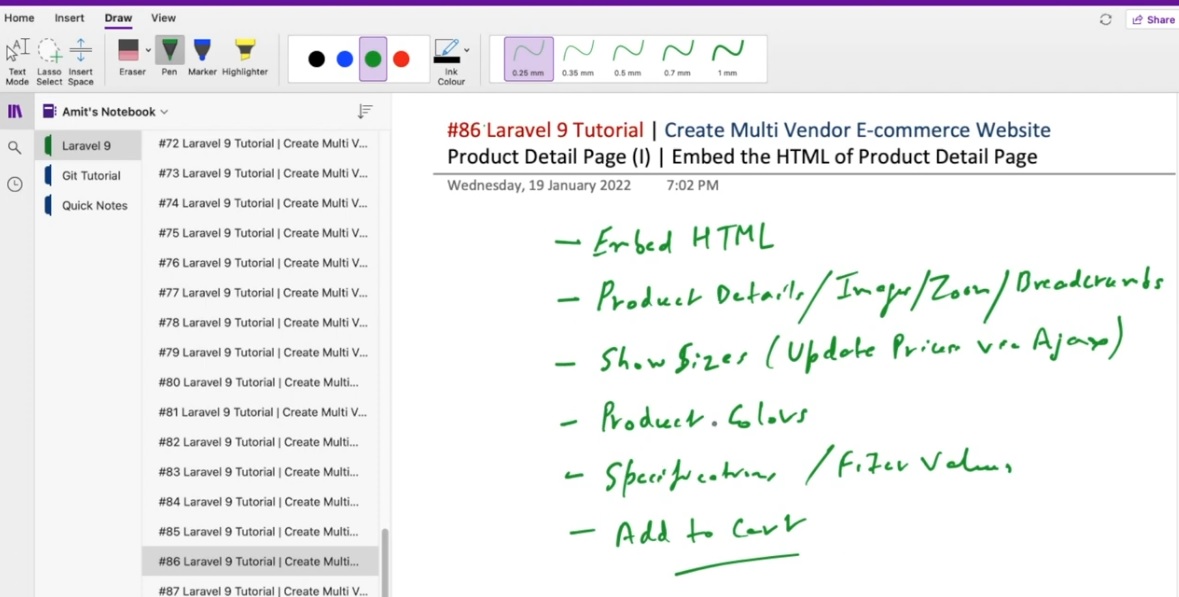 Home Insert Draw View
Share
Text Mode
Lasso Select
Insert Space
Eraser
Pen
Marker
Highlighter
Ink Colour
0.25 mm
0.35 mm
0.5 mm
0.7 mm
1 mm
Amit's Notebook
Laravel 9
Git Tutorial
Quick Notes
#72 Laravel 9 Tutorial | Create Multi V...
#73 Laravel 9 Tutorial | Create Multi V...
#74 Laravel 9 Tutorial | Create Multi V...
#75 Laravel 9 Tutorial | Create Multi V...
#76 Laravel 9 Tutorial | Create Multi V...
#77 Laravel 9 Tutorial | Create Multi V...
#78 Laravel 9 Tutorial | Create Multi V...
#79 Laravel 9 Tutorial | Create Multi V...
#80 Laravel 9 Tutorial | Create Multi...
#81 Laravel 9 Tutorial | Create Multi V...
#82 Laravel 9 Tutorial | Create Multi...
#83 Laravel 9 Tutorial | Create Multi...
#84 Laravel 9 Tutorial | Create Multi...
#85 Laravel 9 Tutorial | Create Multi...
#86 Laravel 9 Tutorial | Create Multi...
#87 Laravel 9 Tutorial | Create Multi V...
#86 Laravel 9 Tutorial | Create Multi Vendor E-commerce Website
Product Detail Page (I) | Embed the HTML of Product Detail Page
Wednesday, 19 January 2022 7:02 PM
- Embed HTML
- Product Details/Images/Zoom/Breadcrumbs
- Show Sizes (Update Prices via Ajax)
- Product Colors
- Specifications / Filter Values
- Add to Cart